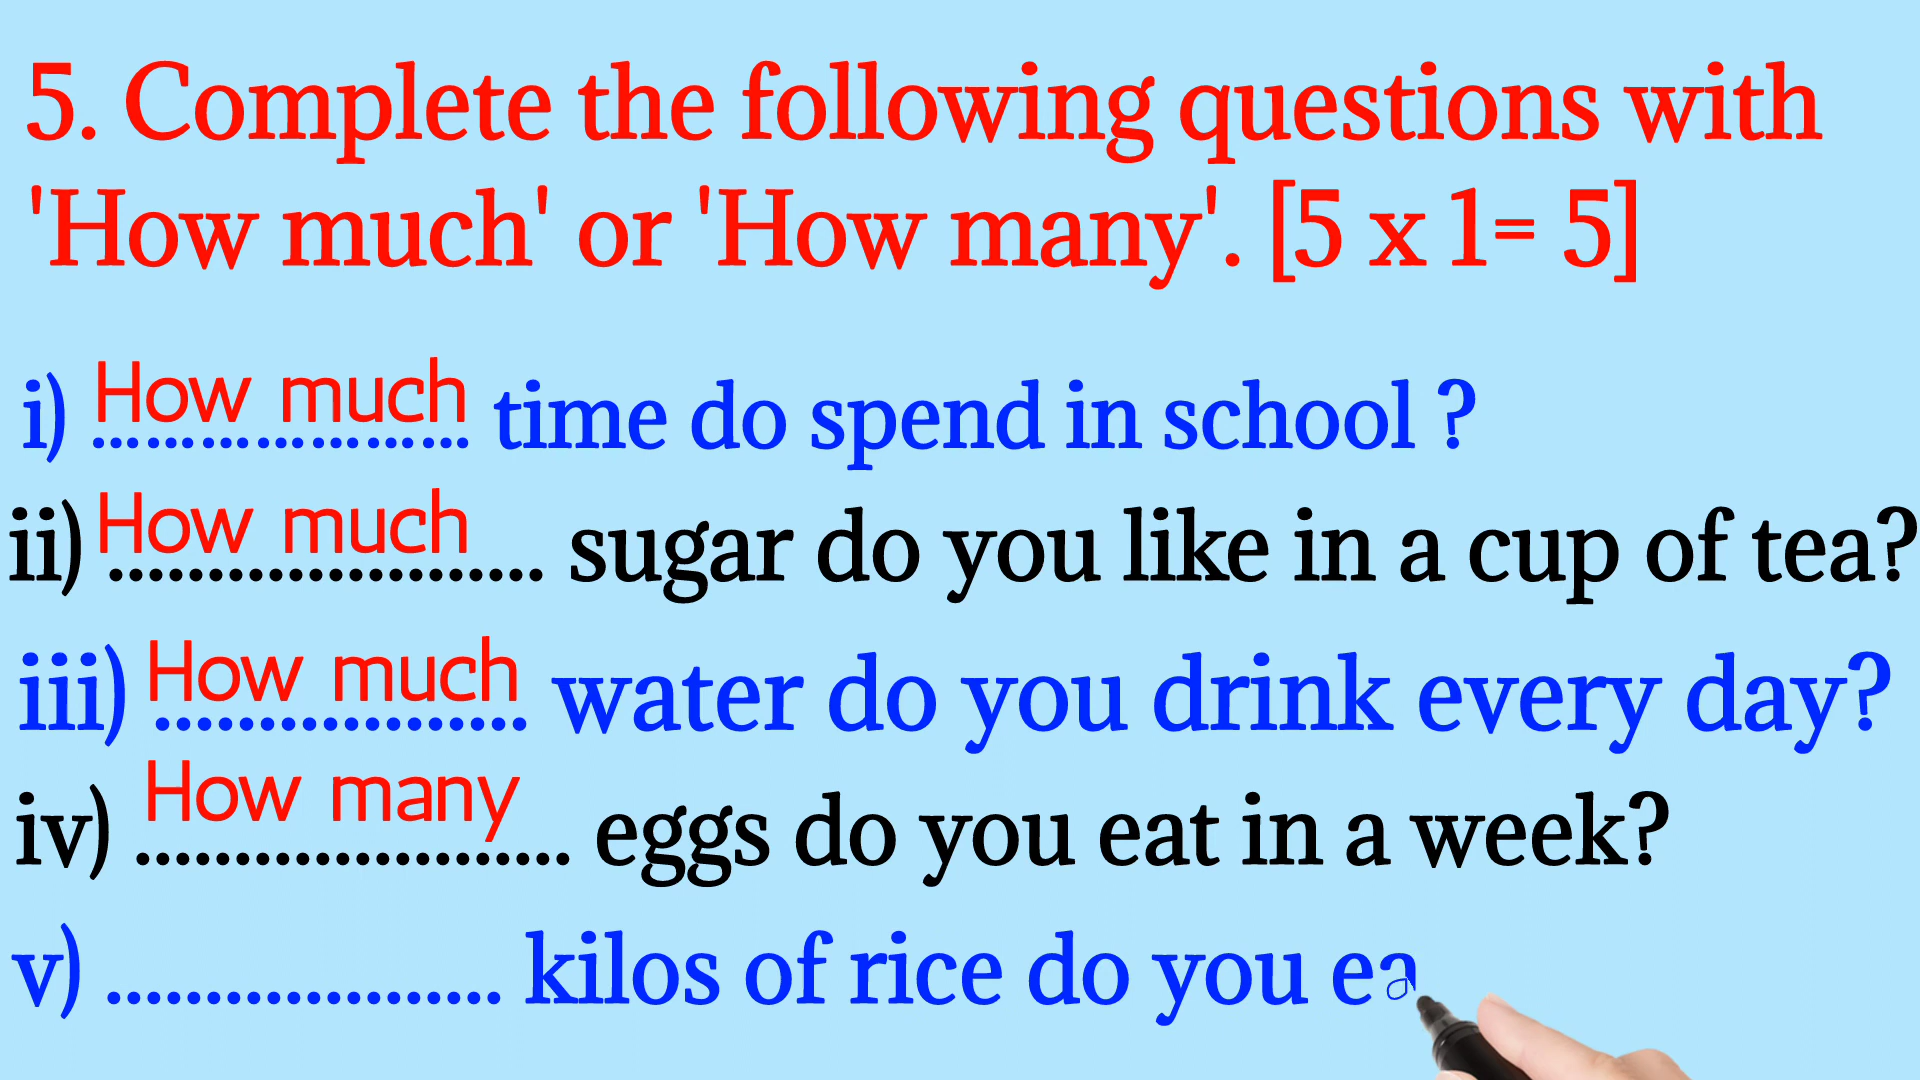 5. Complete the following questions with
'How much' or 'How many'. [5 x 1= 5]
i) How much ..................... time do spend in school ?
ii) How much ...................... sugar do you like in a cup of tea?
iii) How much .................. water do you drink every day?
iv) How many ...................... eggs do you eat in a week?
v) .................... kilos of rice do you ea